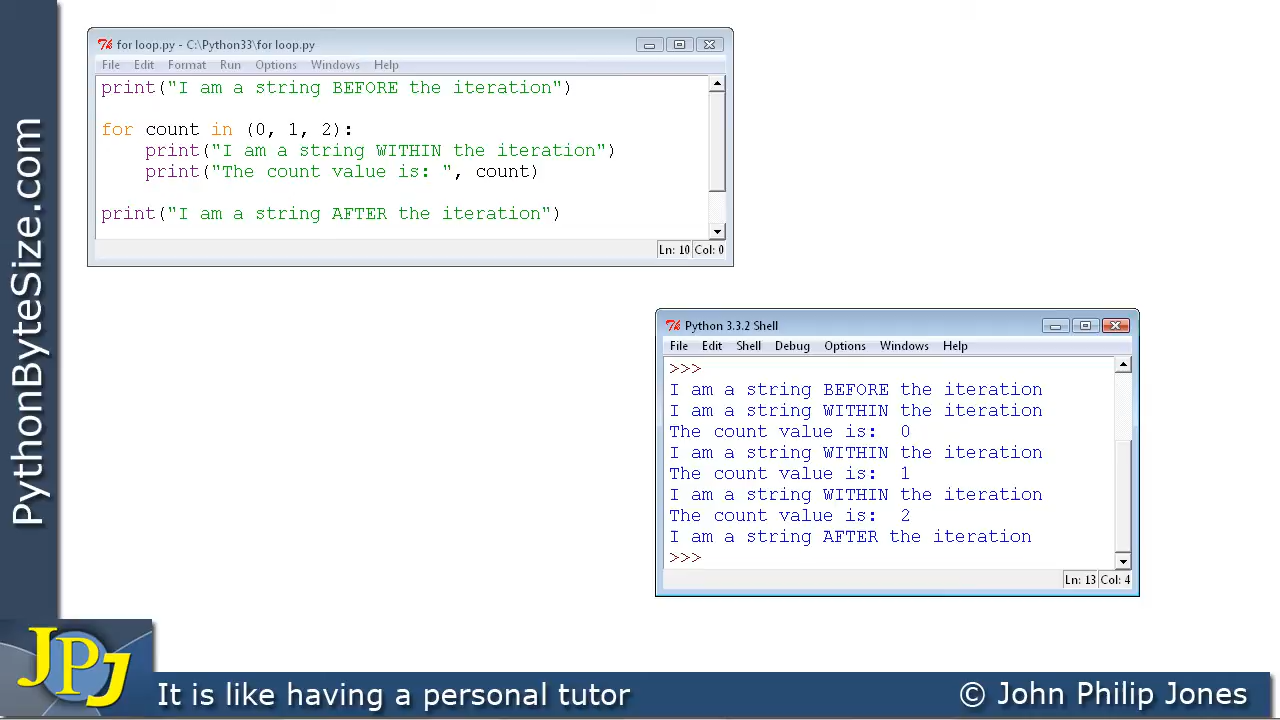 PythonByteSize.com
for loop.py - C:\Python33\for loop.py
File Edit Format Run Options Windows Help
print("I am a string BEFORE the iteration")
for count in (0, 1, 2):
    print("I am a string WITHIN the iteration")
    print("The count value is: ", count)
print("I am a string AFTER the iteration")
Ln: 10 Col: 0
Python 3.3.2 Shell
File Edit Shell Debug Options Windows Help
>>>
I am a string BEFORE the iteration
I am a string WITHIN the iteration
The count value is:  0
I am a string WITHIN the iteration
The count value is:  1
I am a string WITHIN the iteration
The count value is:  2
I am a string AFTER the iteration
>>>
Ln: 13 Col: 4
JPJ
It is like having a personal tutor
© John Philip Jones